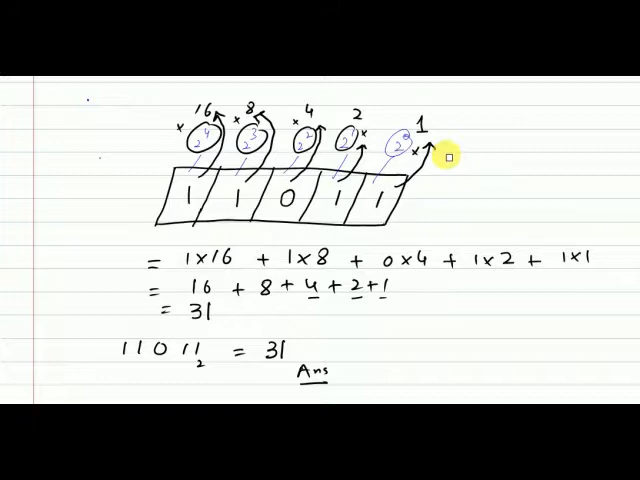 16 8 4 2 1
× 2⁴ × 2³ × 2² 2¹ × 2⁰ ×
1 1 0 1 1
= 1×16 + 1×8 + 0×4 + 1×2 + 1×1
= 16 + 8 + 4 + 2 + 1
= 31
11011₂ = 31
Ans